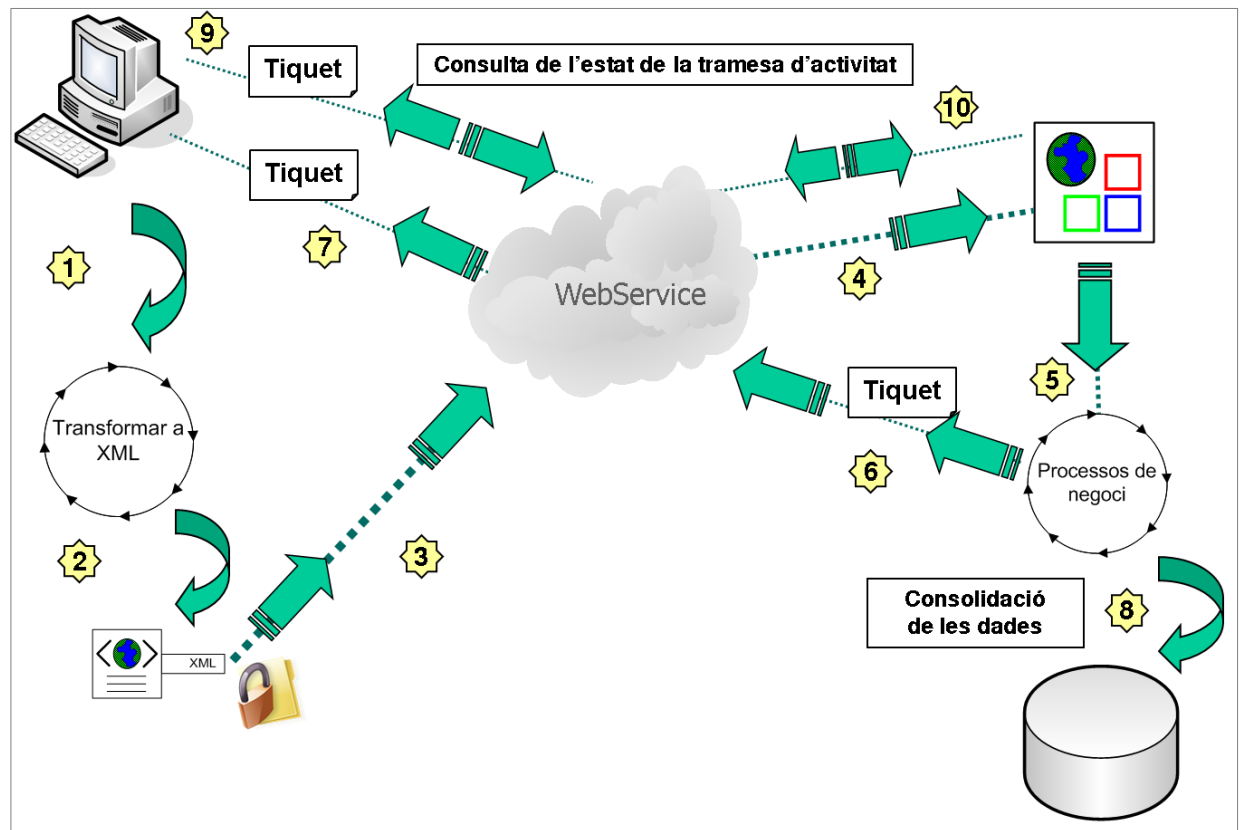 9
Tiquet
Consulta de l'estat de la tramesa d'activitat
10
Tiquet
7
1
4
WebService
Transformar a
XML
Tiquet
5
6
Processos de
negoci
2
3
Consolidació
de les dades
8
XML